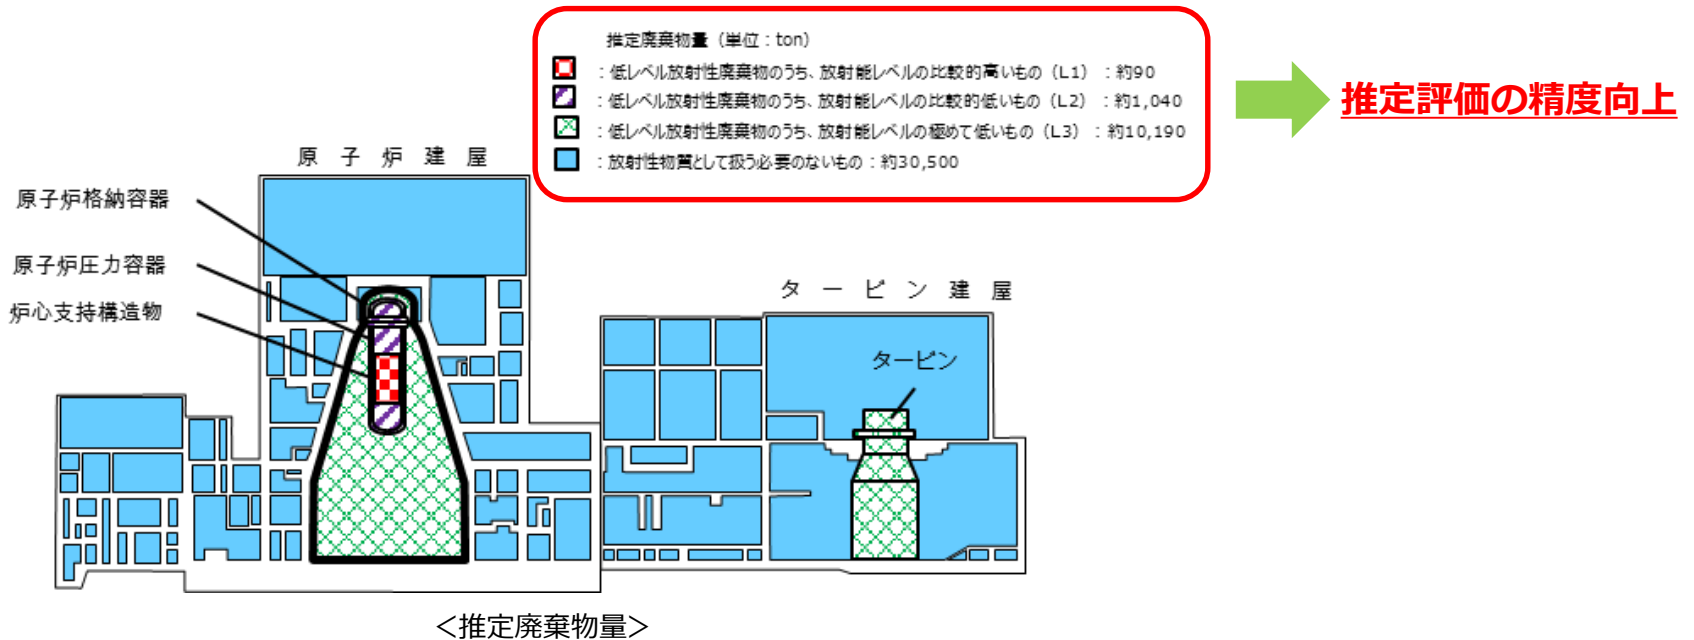 推定廃棄物量（単位：ton）
：低レベル放射性廃棄物のうち、放射能レベルの比較的高いもの（L1）：約90
：低レベル放射性廃棄物のうち、放射能レベルの比較的低いもの（L2）：約1,040
：低レベル放射性廃棄物のうち、放射能レベルの極めて低いもの（L3）：約10,190
：放射性物質として扱う必要のないもの：約30,500
推定評価の精度向上
原子炉建屋
原子炉格納容器
原子炉圧力容器
炉心支持構造物
タービン建屋
タービン
＜推定廃棄物量＞